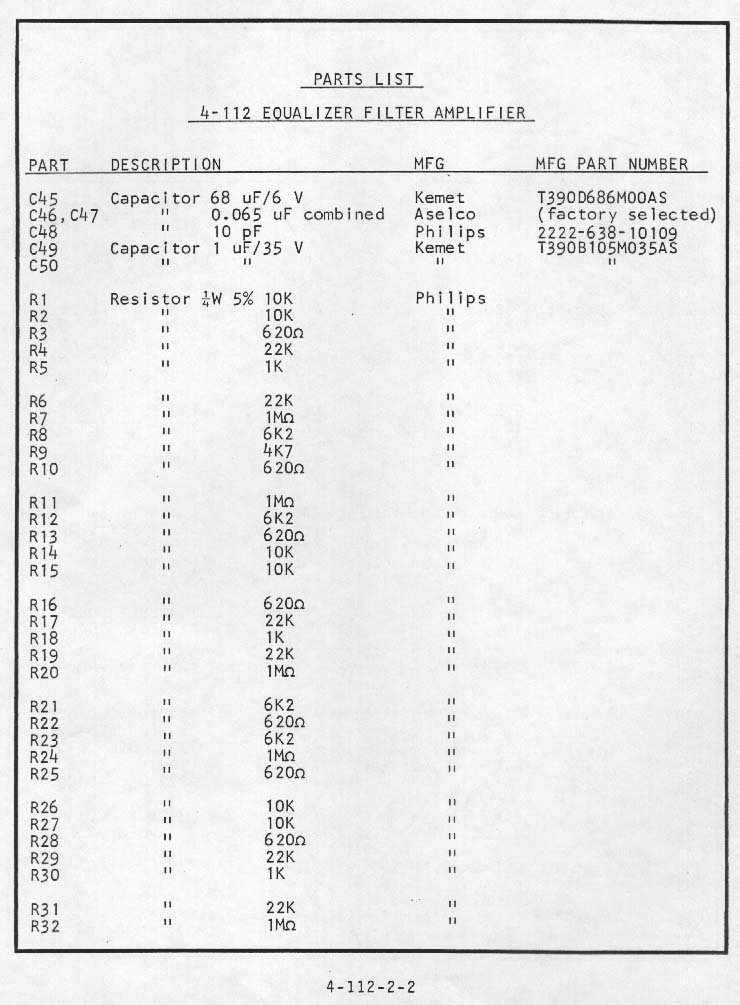 PARTS LIST
4-112 EQUALIZER FILTER AMPLIFIER
PART DESCRIPTION MFG MFG PART NUMBER
C45 Capacitor 68 uF/6 V Kemet T390D686M00AS
C46,C47 " 0.065 uF combined Aselco (factory selected)
C48 " 10 pF Philips 2222-638-10109
C49 Capacitor 1 uF/35 V Kemet T390B105M035AS
C50 " " " "
R1 Resistor ¼W 5% 10K Philips
R2 " 10K "
R3 " 620Ω "
R4 " 22K "
R5 " 1K "
R6 " 22K "
R7 " 1MΩ "
R8 " 6K2 "
R9 " 4K7 "
R10 " 620Ω "
R11 " 1MΩ "
R12 " 6K2 "
R13 " 620Ω "
R14 " 10K "
R15 " 10K "
R16 " 620Ω "
R17 " 22K "
R18 " 1K "
R19 " 22K "
R20 " 1MΩ "
R21 " 6K2 "
R22 " 620Ω "
R23 " 6K2 "
R24 " 1MΩ "
R25 " 620Ω "
R26 " 10K "
R27 " 10K "
R28 " 620Ω "
R29 " 22K "
R30 " 1K "
R31 " 22K "
R32 " 1MΩ "
4-112-2-2